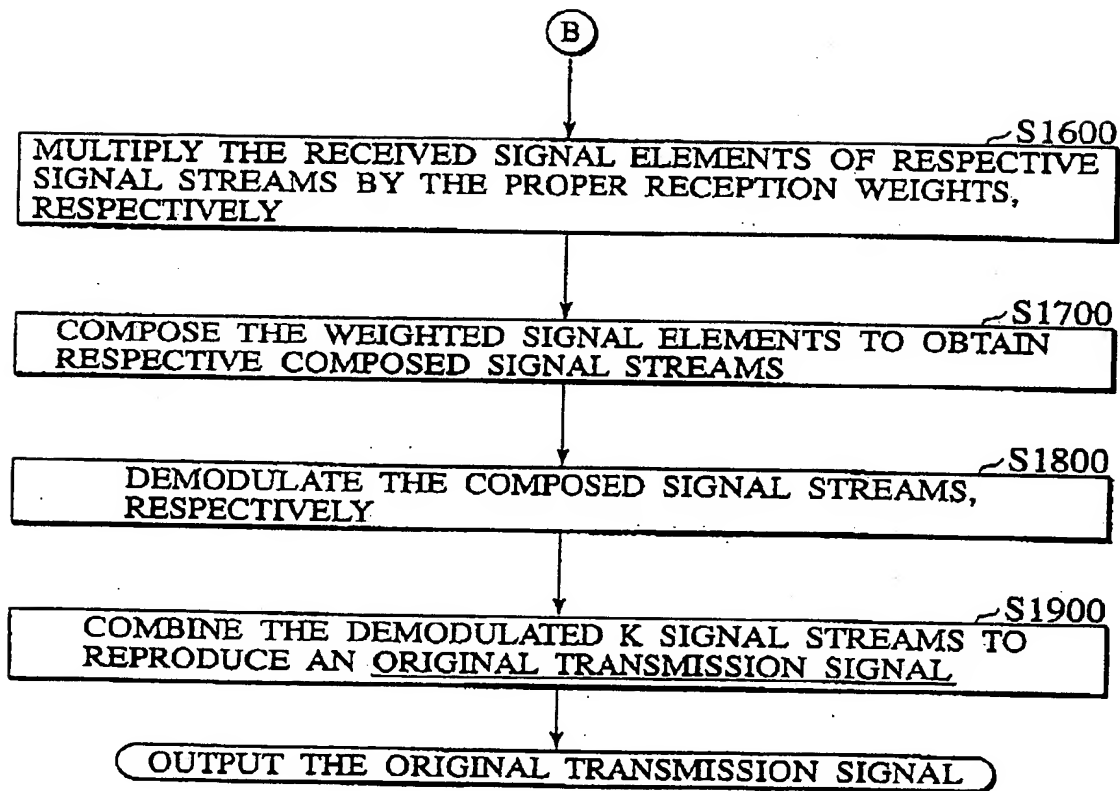 B
S1600
MULTIPLY THE RECEIVED SIGNAL ELEMENTS OF RESPECTIVE
SIGNAL STREAMS BY THE PROPER RECEPTION WEIGHTS,
RESPECTIVELY
S1700
COMPOSE THE WEIGHTED SIGNAL ELEMENTS TO OBTAIN
RESPECTIVE COMPOSED SIGNAL STREAMS
S1800
DEMODULATE THE COMPOSED SIGNAL STREAMS,
RESPECTIVELY
S1900
COMBINE THE DEMODULATED K SIGNAL STREAMS TO
REPRODUCE AN ORIGINAL TRANSMISSION SIGNAL
OUTPUT THE ORIGINAL TRANSMISSION SIGNAL